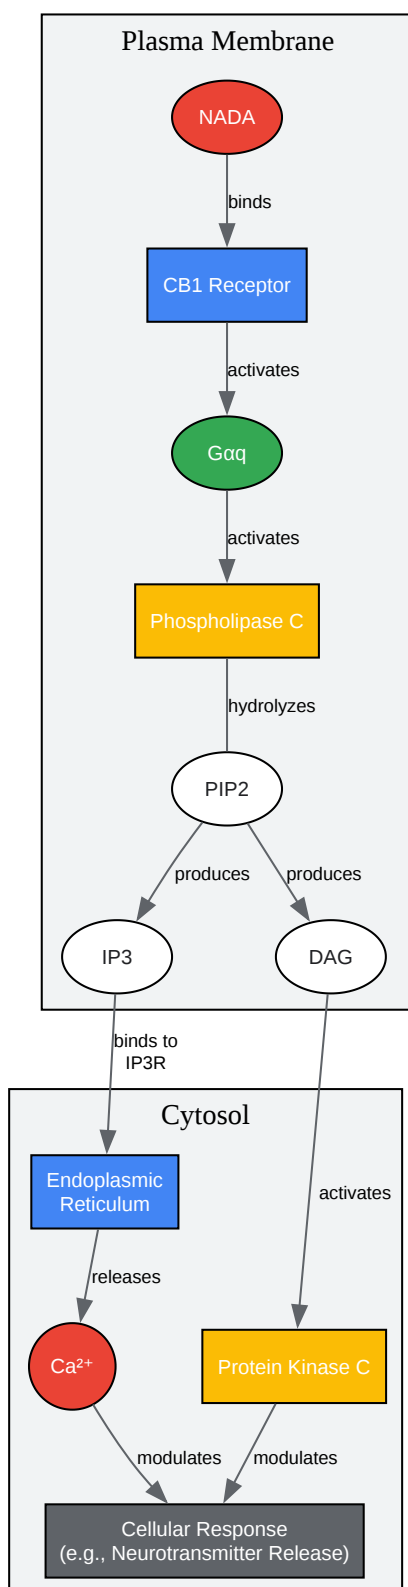 Plasma Membrane
NADA
binds
CB1 Receptor
activates
Gαq
activates
Phospholipase C
hydrolyzes
PIP2
produces
produces
IP3
DAG
binds to
IP3R
Cytosol
Endoplasmic
Reticulum
activates
releases
Ca²⁺
Protein Kinase C
modulates
modulates
Cellular Response
(e.g., Neurotransmitter Release)